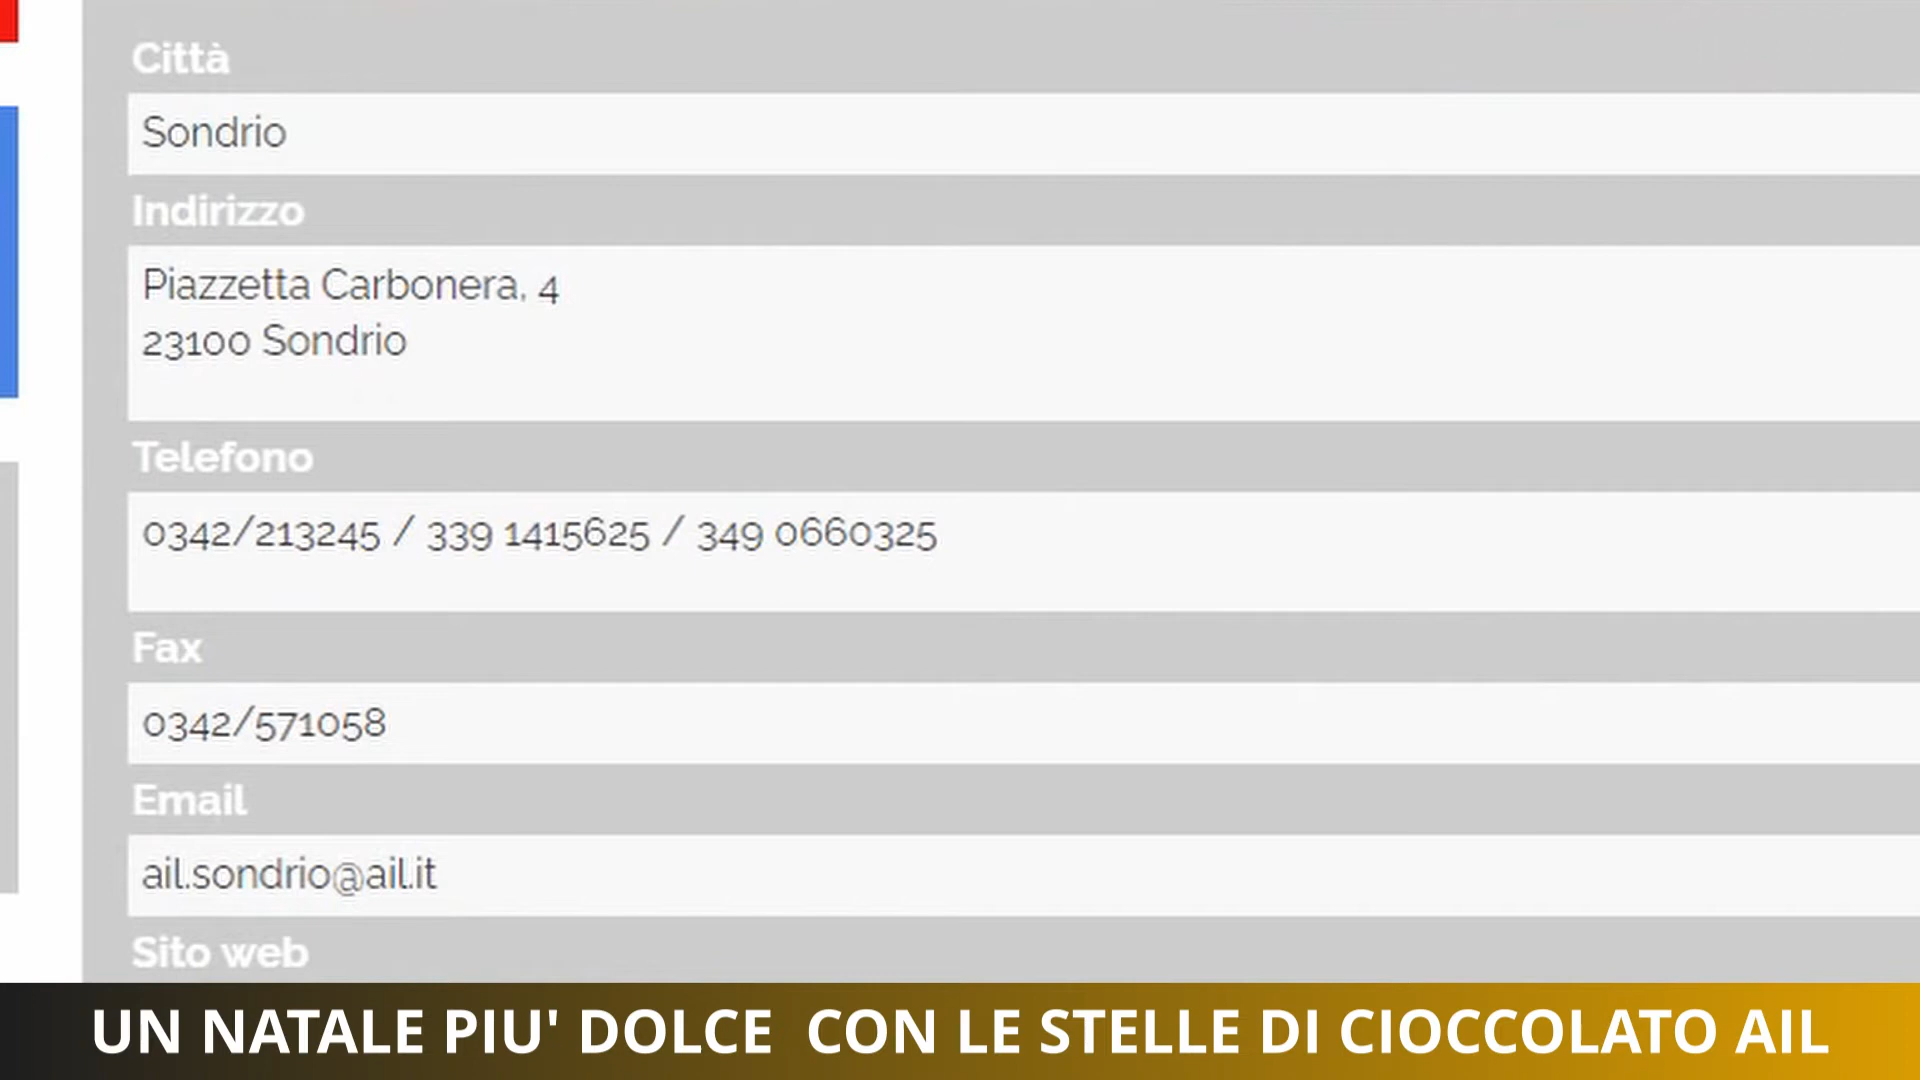 Città
Sondrio
Indirizzo
Piazzetta Carbonera, 4
23100 Sondrio
Telefono
0342/213245 / 339 1415625 / 349 0660325
Fax
0342/571058
Email
ail.sondrio@ail.it
Sito web
UN NATALE PIU' DOLCE  CON LE STELLE DI CIOCCOLATO AIL